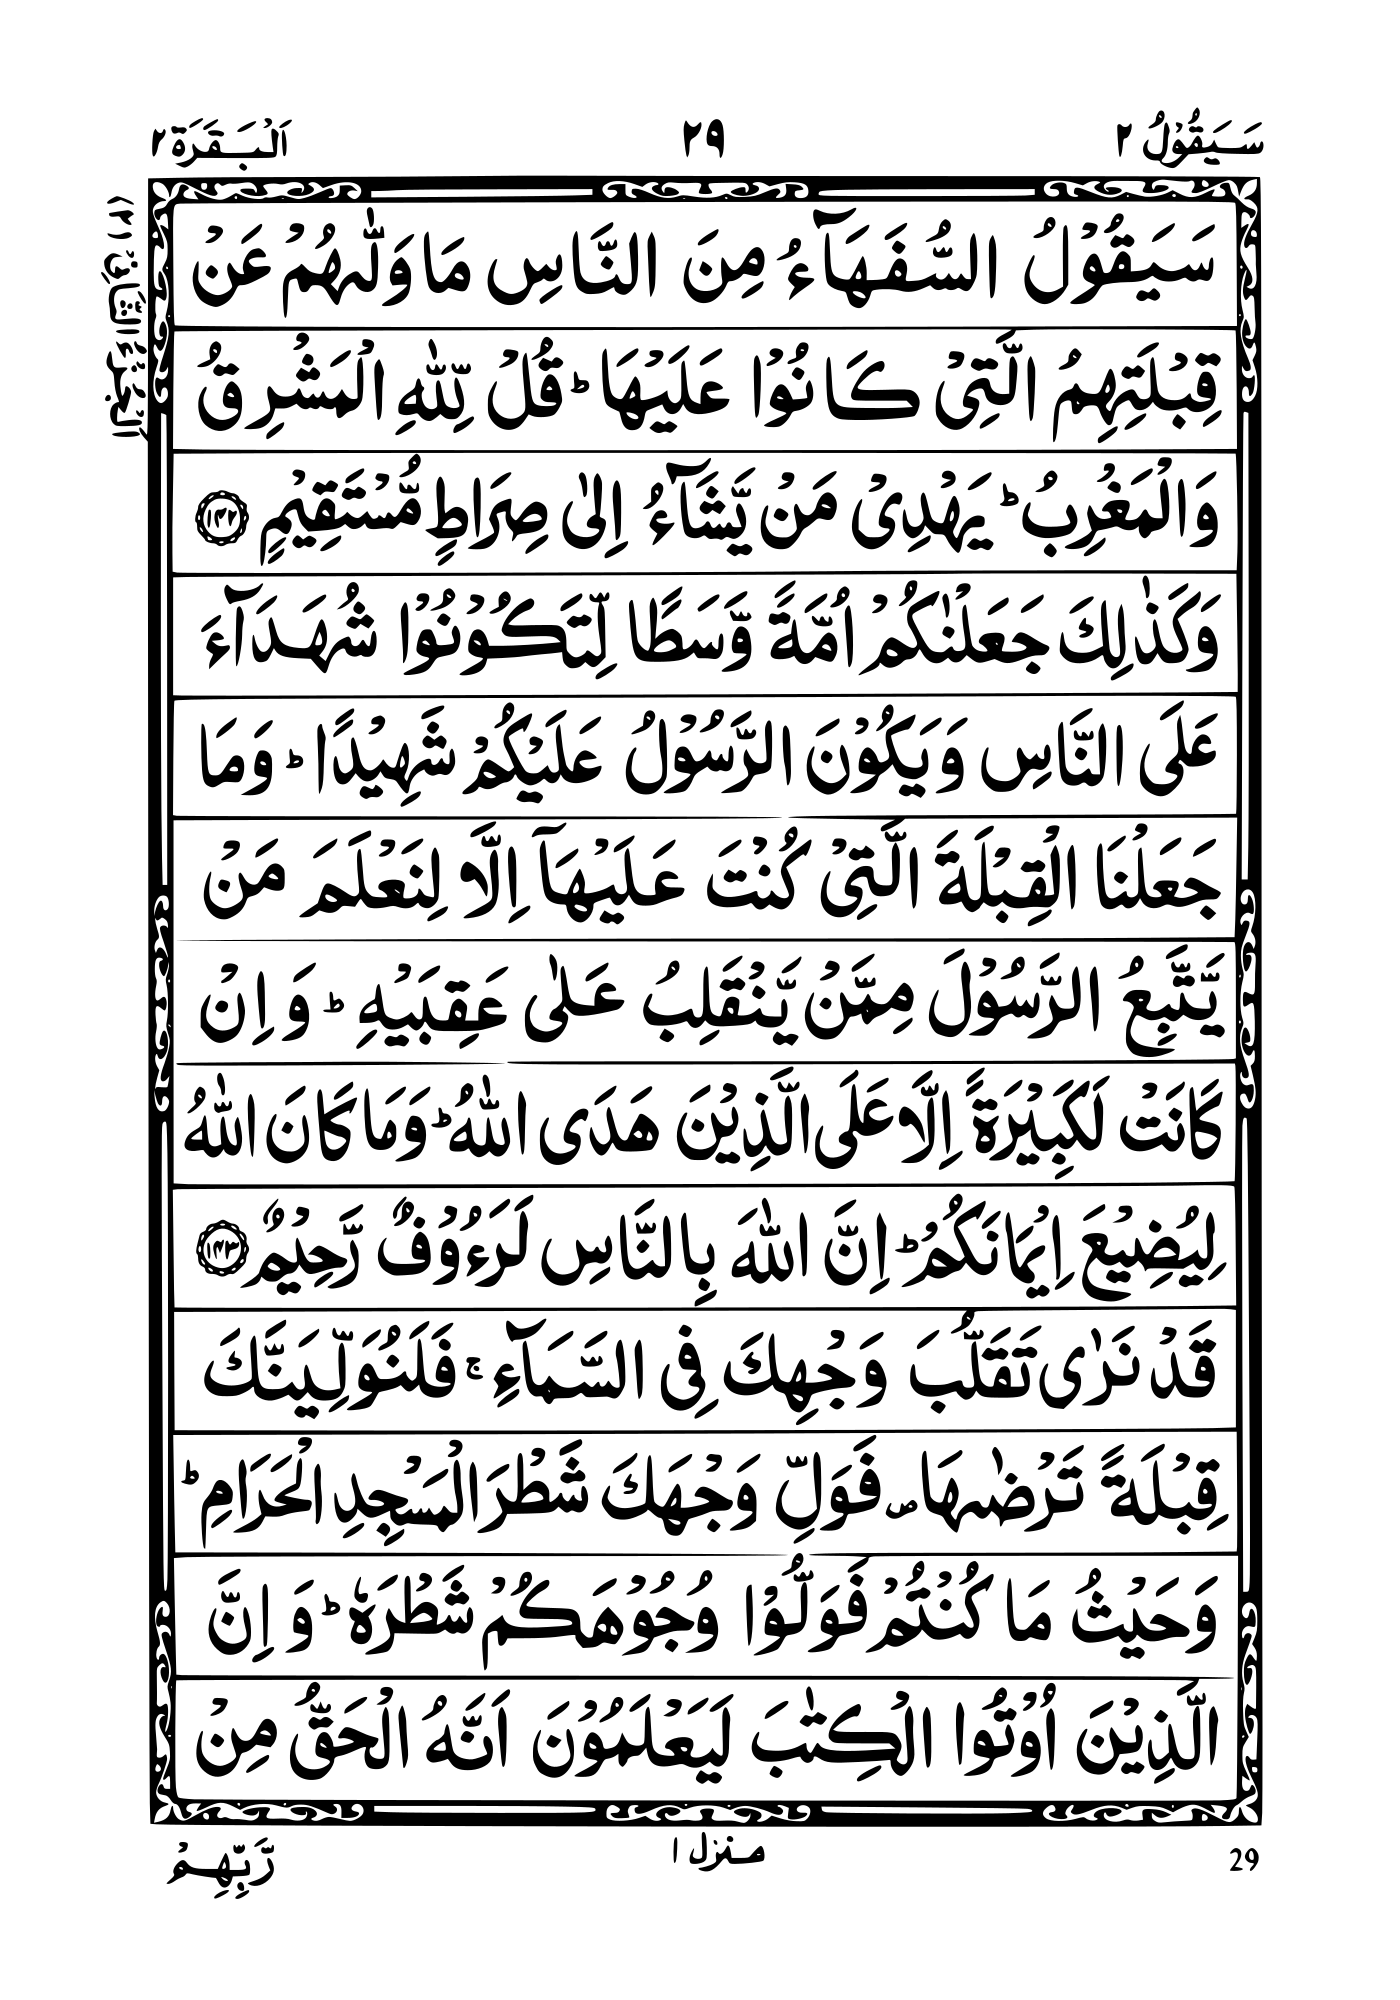 سَيَقُوْلُ ٢
٢٩
اَلْبَقَرَة ٢
اَلْجُزْءُ الثَّانِیْ (٢)
سَيَقُوْلُ السُّفَهَآءُ مِنَ النَّاسِ مَا وَلّٰىهُمْ عَنْ
قِبْلَتِهِمُ الَّتِیْ كَانُوْا عَلَيْهَا ؕ قُلْ لِّلّٰهِ الْمَشْرِقُ
وَالْمَغْرِبُ ؕ يَهْدِیْ مَنْ يَّشَآءُ اِلٰی صِرَاطٍ مُّسْتَقِيْمٍ ١٤٢
وَكَذٰلِكَ جَعَلْنٰكُمْ اُمَّةً وَّسَطًا لِّتَكُوْنُوْا شُهَدَآءَ
عَلَی النَّاسِ وَيَكُوْنَ الرَّسُوْلُ عَلَيْكُمْ شَهِيْدًا ؕ وَمَا
جَعَلْنَا الْقِبْلَةَ الَّتِیْ كُنْتَ عَلَيْهَآ اِلَّا لِنَعْلَمَ مَنْ
يَّتَّبِعُ الرَّسُوْلَ مِمَّنْ يَّنْقَلِبُ عَلٰی عَقِبَيْهِ ؕ وَاِنْ
كَانَتْ لَكَبِيْرَةً اِلَّا عَلَی الَّذِيْنَ هَدَی اللّٰهُ ؕ وَمَا كَانَ اللّٰهُ
لِيُضِيْعَ اِيْمَانَكُمْ ؕ اِنَّ اللّٰهَ بِالنَّاسِ لَرَءُوْفٌ رَّحِيْمٌ ١٤٣
قَدْ نَرٰی تَقَلُّبَ وَجْهِكَ فِی السَّمَآءِ ۚ فَلَنُوَلِّيَنَّكَ
قِبْلَةً تَرْضٰىهَا ۪ فَوَلِّ وَجْهَكَ شَطْرَ الْمَسْجِدِ الْحَرَامِ ؕ
وَحَيْثُ مَا كُنْتُمْ فَوَلُّوْا وُجُوْهَكُمْ شَطْرَهٗ ؕ وَاِنَّ
الَّذِيْنَ اُوْتُوا الْكِتٰبَ لَيَعْلَمُوْنَ اَنَّهُ الْحَقُّ مِنْ
29
منزل ١
رَّبِّهِمْ